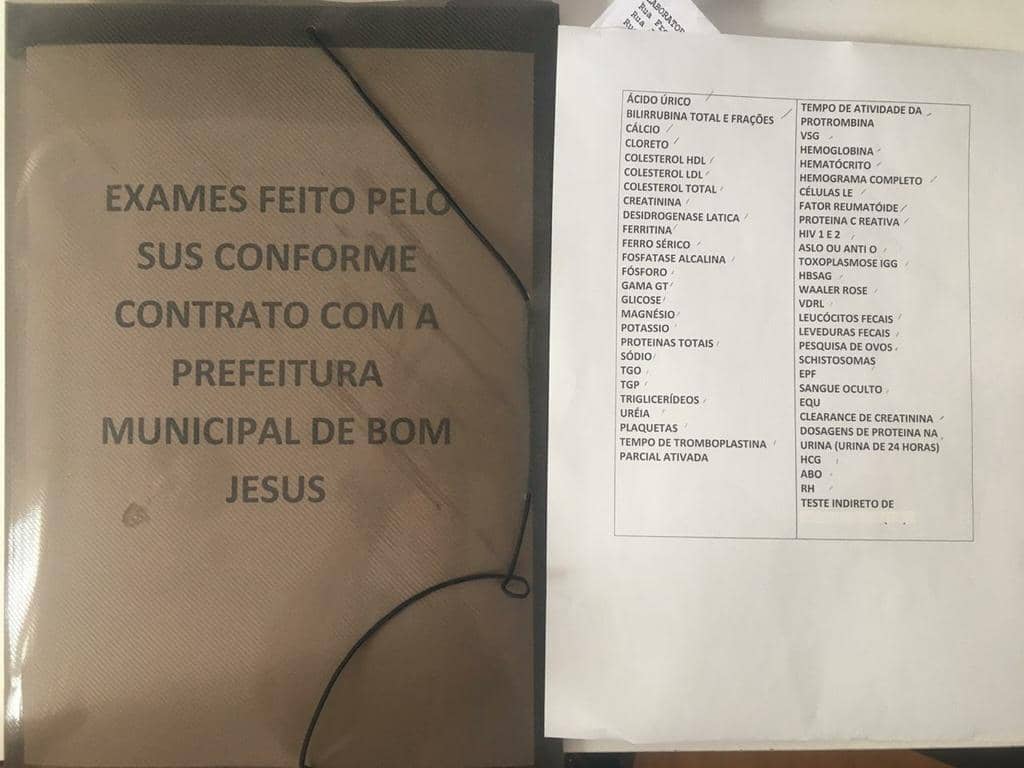 EXAMES FEITO PELO
SUS CONFORME
CONTRATO COM A
PREFEITURA
MUNICIPAL DE BOM
JESUS
Rua
ÁCIDO ÚRICO
BILIRRUBINA TOTAL E FRAÇÕES
CÁLCIO
CLORETO
COLESTEROL HDL
COLESTEROL LDL
COLESTEROL TOTAL
CREATININA
DESIDROGENASE LATICA
FERRITINA
FERRO SÉRICO
FOSFATASE ALCALINA
FÓSFORO
GAMA GT
GLICOSE
MAGNÉSIO
POTASSIO
PROTEINAS TOTAIS
SÓDIO
TGO
TGP
TRIGLICERÍDEOS
URÉIA
PLAQUETAS
TEMPO DE TROMBOPLASTINA
PARCIAL ATIVADA
TEMPO DE ATIVIDADE DA
PROTROMBINA
VSG
HEMOGLOBINA
HEMATÓCRITO
HEMOGRAMA COMPLETO
CÉLULAS LE
FATOR REUMATÓIDE
PROTEINA C REATIVA
HIV 1 E 2
ASLO OU ANTI O
TOXOPLASMOSE IGG
HBSAG
WAALER ROSE
VDRL
LEUCÓCITOS FECAIS
LEVEDURAS FECAIS
PESQUISA DE OVOS
SCHISTOSOMAS
EPF
SANGUE OCULTO
EQU
CLEARANCE DE CREATININA
DOSAGENS DE PROTEINA NA
URINA (URINA DE 24 HORAS)
HCG
ABO
RH
TESTE INDIRETO DE